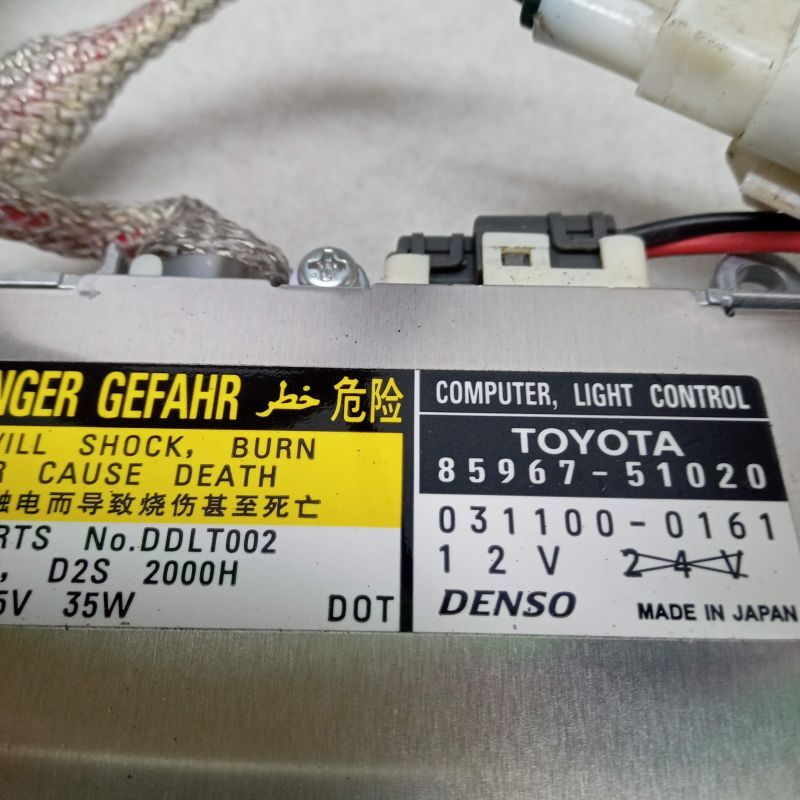 NGER GEFAHR خطر 危险
WILL SHOCK, BURN
R CAUSE DEATH
触电而导致烧伤甚至死亡
RTS No.DDLT002
, D2S 2000H
5V 35W DOT
COMPUTER, LIGHT CONTROL
TOYOTA
85967-51020
031100-0161
12V 24V
DENSO MADE IN JAPAN